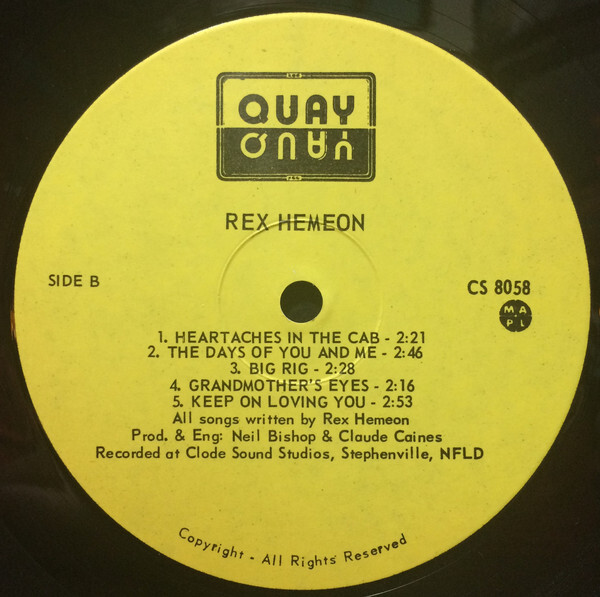 QUAY
QUAY
REX HEMEON
SIDE B
CS 8058
M A
P L
1. HEARTACHES IN THE CAB - 2:21
2. THE DAYS OF YOU AND ME - 2:46
3. BIG RIG - 2:28
4. GRANDMOTHER'S EYES - 2:16
5. KEEP ON LOVING YOU - 2:53
All songs written by Rex Hemeon
Prod. & Eng: Neil Bishop & Claude Caines
Recorded at Clode Sound Studios, Stephenville, NFLD
Copyright - All Rights Reserved